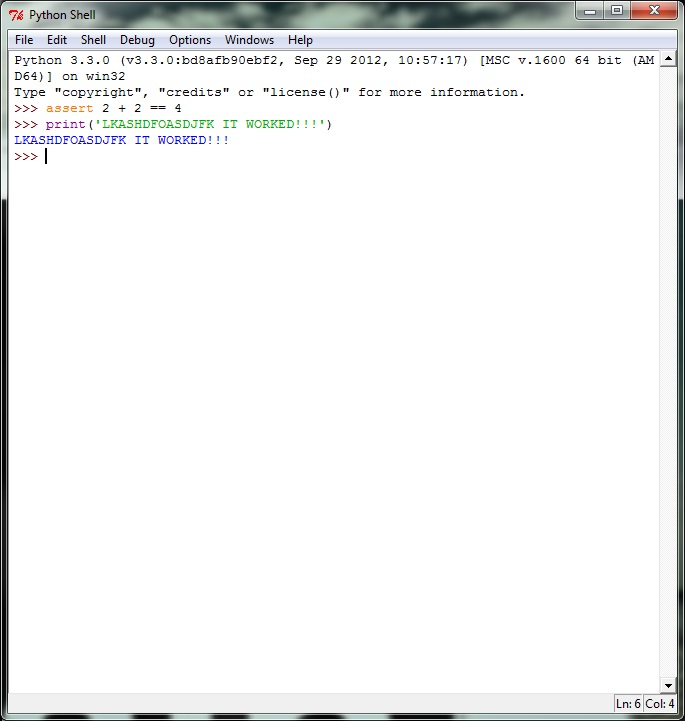 Python Shell
File Edit Shell Debug Options Windows Help
Python 3.3.0 (v3.3.0:bd8afb90ebf2, Sep 29 2012, 10:57:17) [MSC v.1600 64 bit (AM
D64)] on win32
Type "copyright", "credits" or "license()" for more information.
>>> assert 2 + 2 == 4
>>> print('LKASHDFOASDJFK IT WORKED!!!')
LKASHDFOASDJFK IT WORKED!!!
>>>
Ln: 6 Col: 4